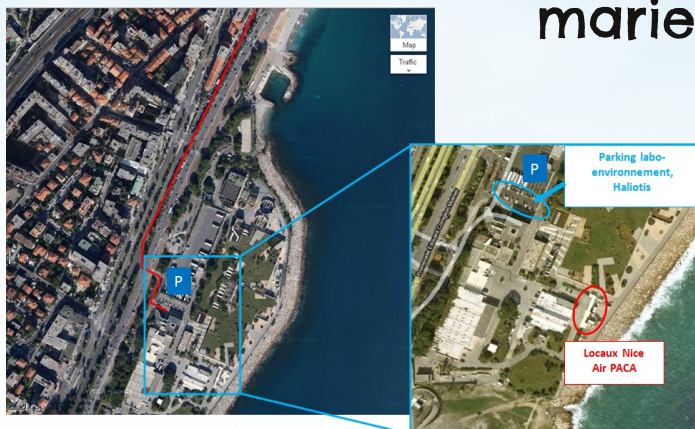 marie
Map
Traffic
P
P
Parking labo-
environnement,
Haliotis
Locaux Nice
Air PACA